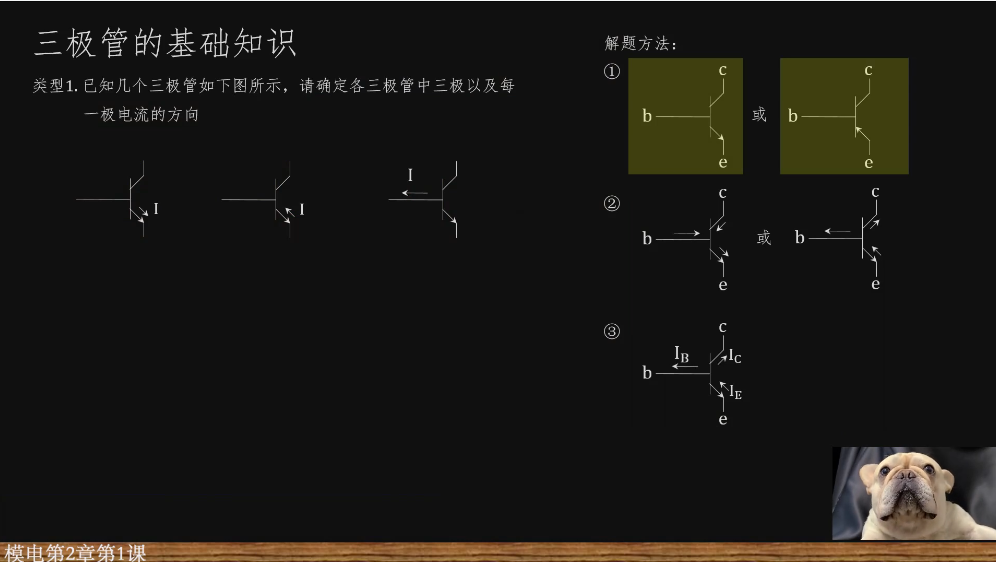 三极管的基础知识
类型1. 已知几个三极管如下图所示，请确定各三极管中三极以及每
一极电流的方向
I
I
I
解题方法：
①
c
b
e
或
c
b
e
②
c
b
e
或
c
b
e
③
c
I_B
I_C
b
I_E
e
模电第2章第1课